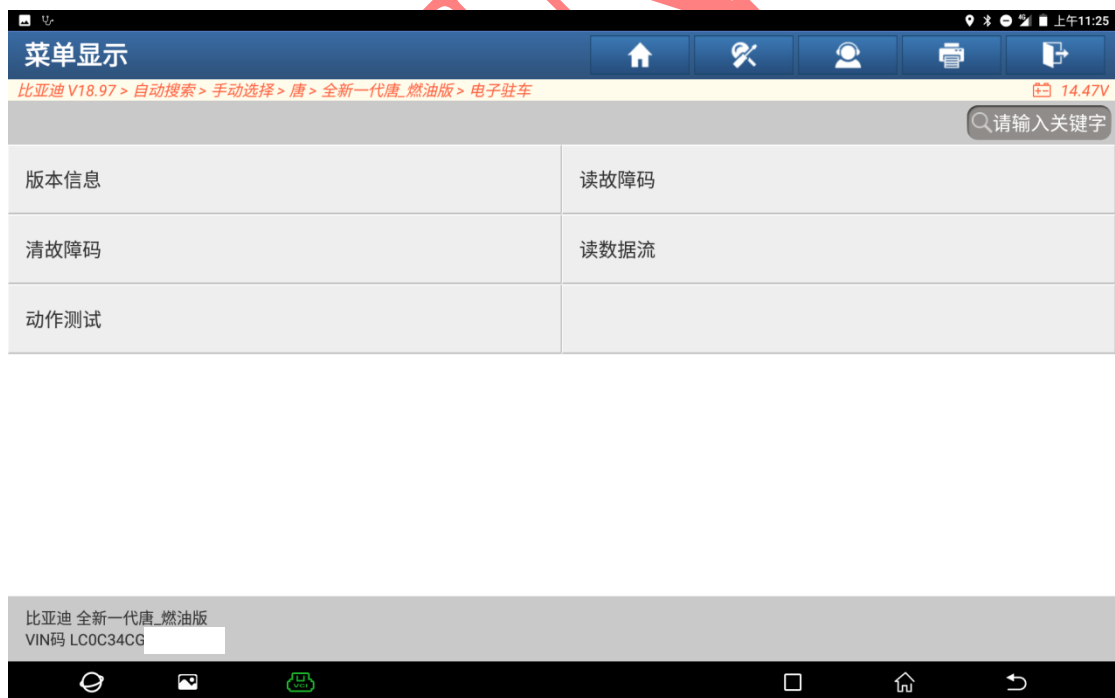 上午11:25
菜单显示
比亚迪 V18.97 > 自动搜索 > 手动选择 > 唐 > 全新一代唐_燃油版 > 电子驻车
14.47V
请输入关键字
版本信息
读故障码
清故障码
读数据流
动作测试
比亚迪 全新一代唐_燃油版
VIN码 LC0C34CG
VCI